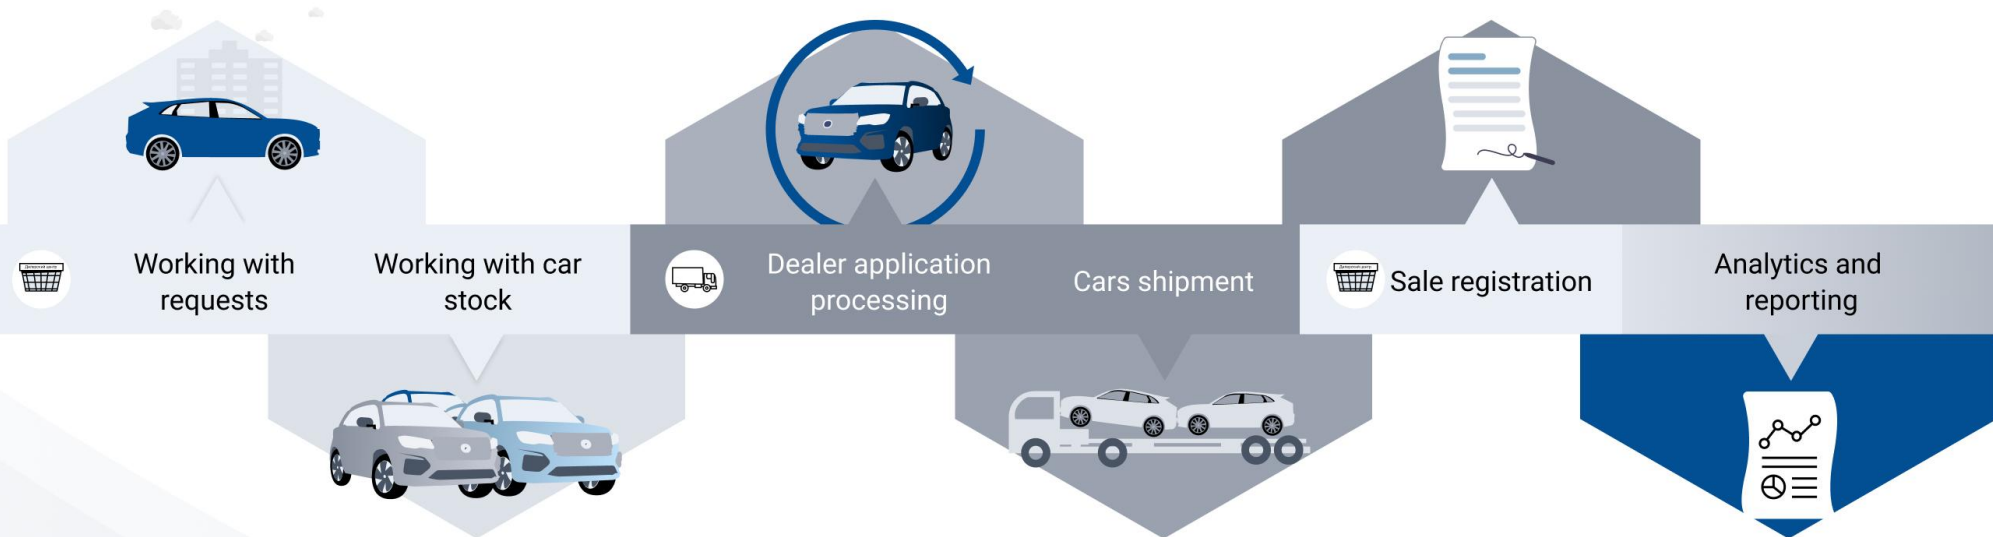 Working with
requests
Working with car
stock
Dealer application
processing
Cars shipment
Sale registration
Analytics and
reporting